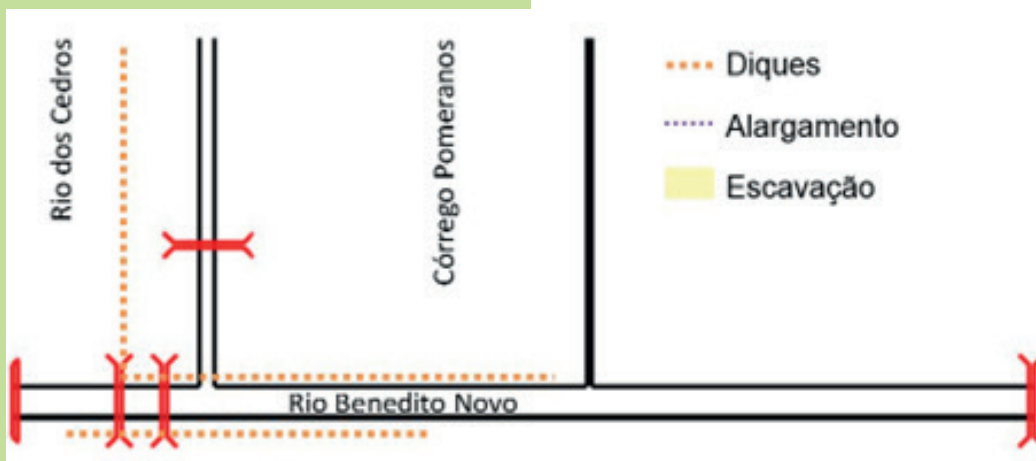 Rio dos Cedros
Córrego Pomeranos
Diques
Alargamento
Escavação
Rio Benedito Novo